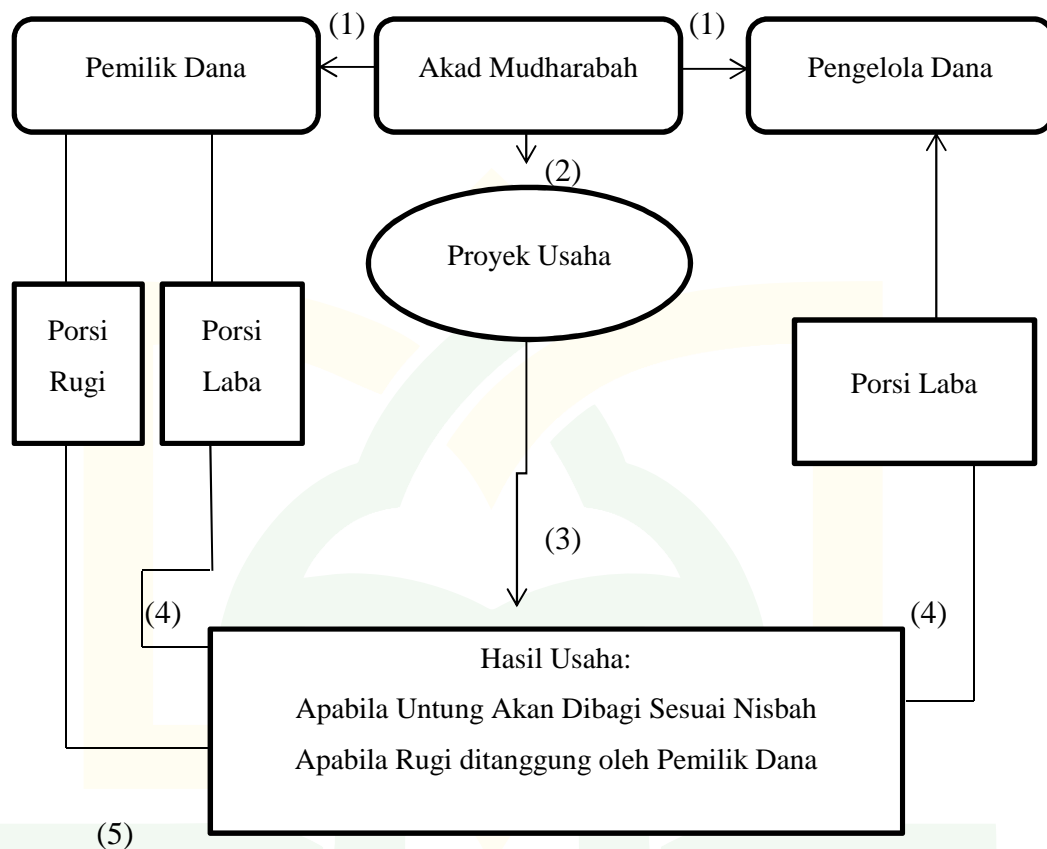 (1)
(1)
Pemilik Dana
Akad Mudharabah
Pengelola Dana
(2)
Proyek Usaha
Porsi
Rugi
Porsi
Laba
Porsi Laba
(3)
(4)
(4)
Hasil Usaha:
Apabila Untung Akan Dibagi Sesuai Nisbah
Apabila Rugi ditanggung oleh Pemilik Dana
(5)